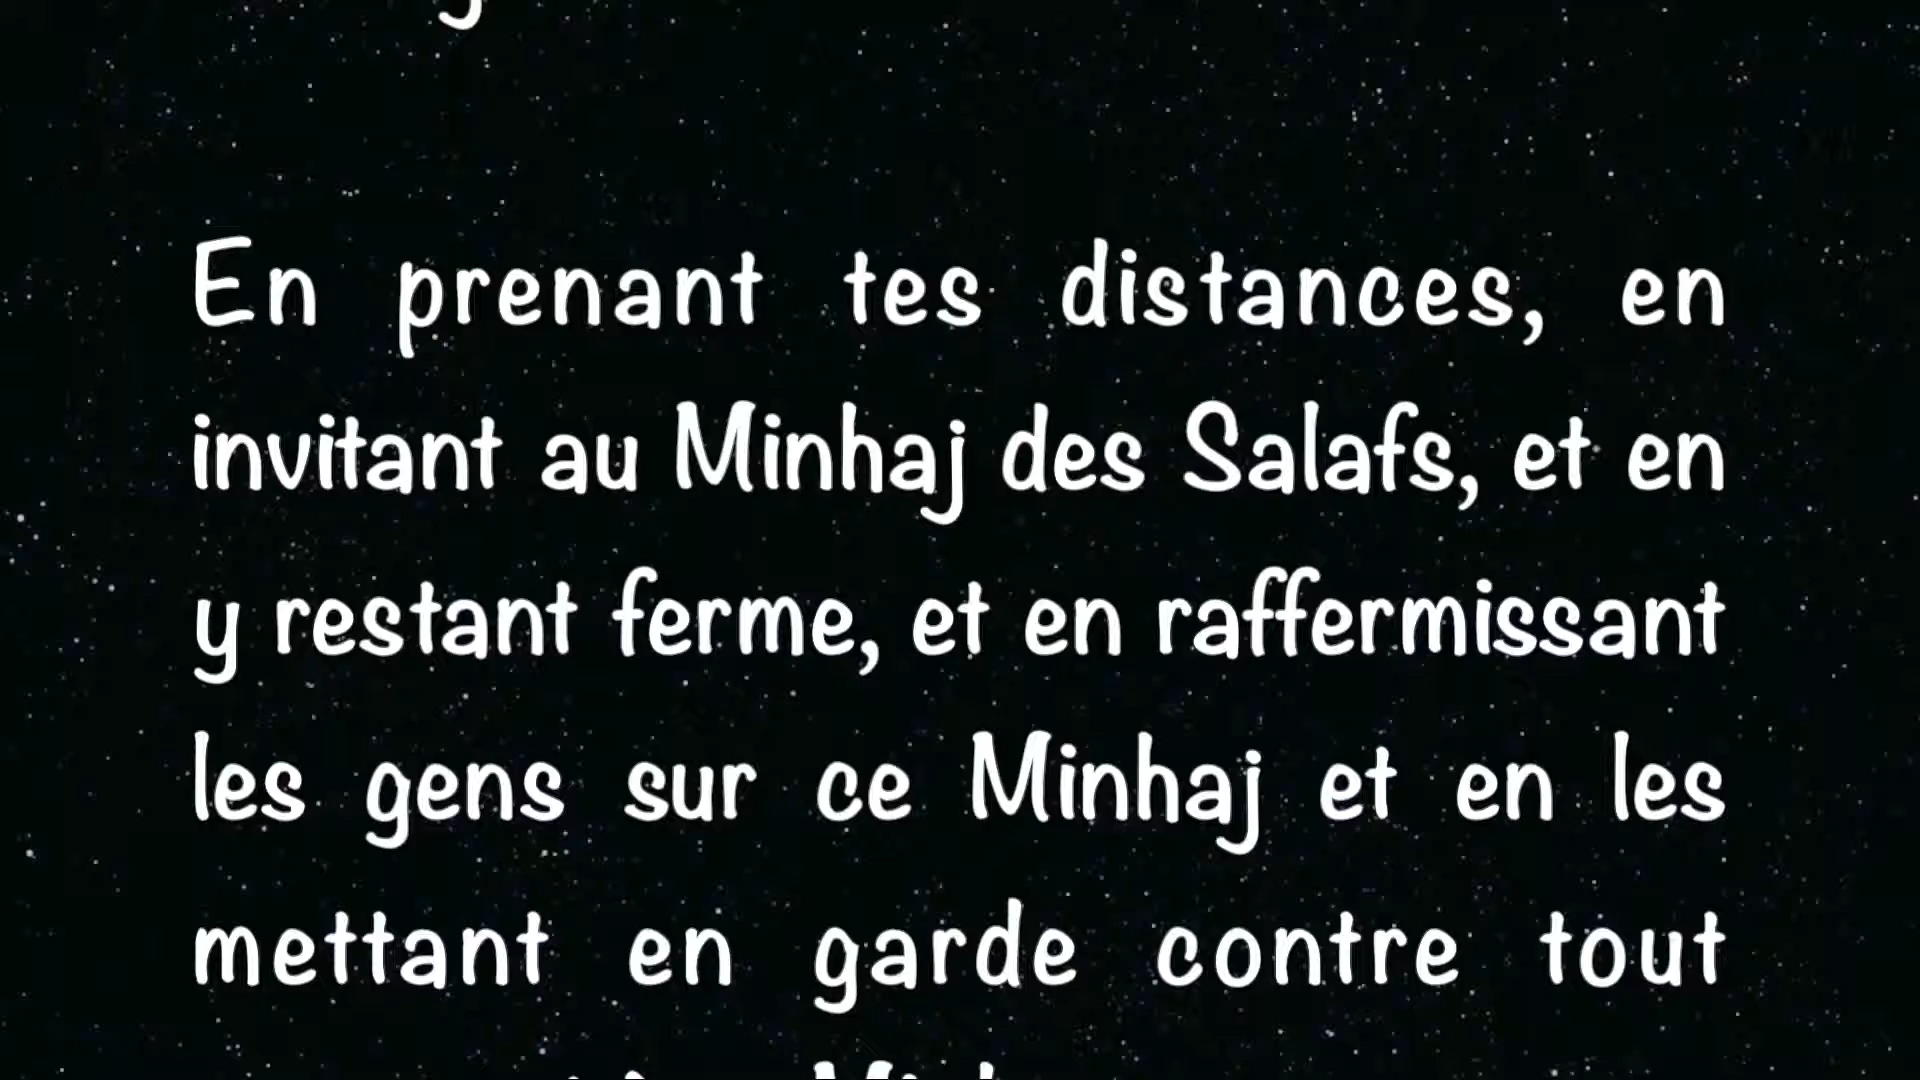 En prenant tes distances, en
invitant au Minhaj des Salafs, et en
y restant ferme, et en raffermissant
les gens sur ce Minhaj et en les
mettant en garde contre tout